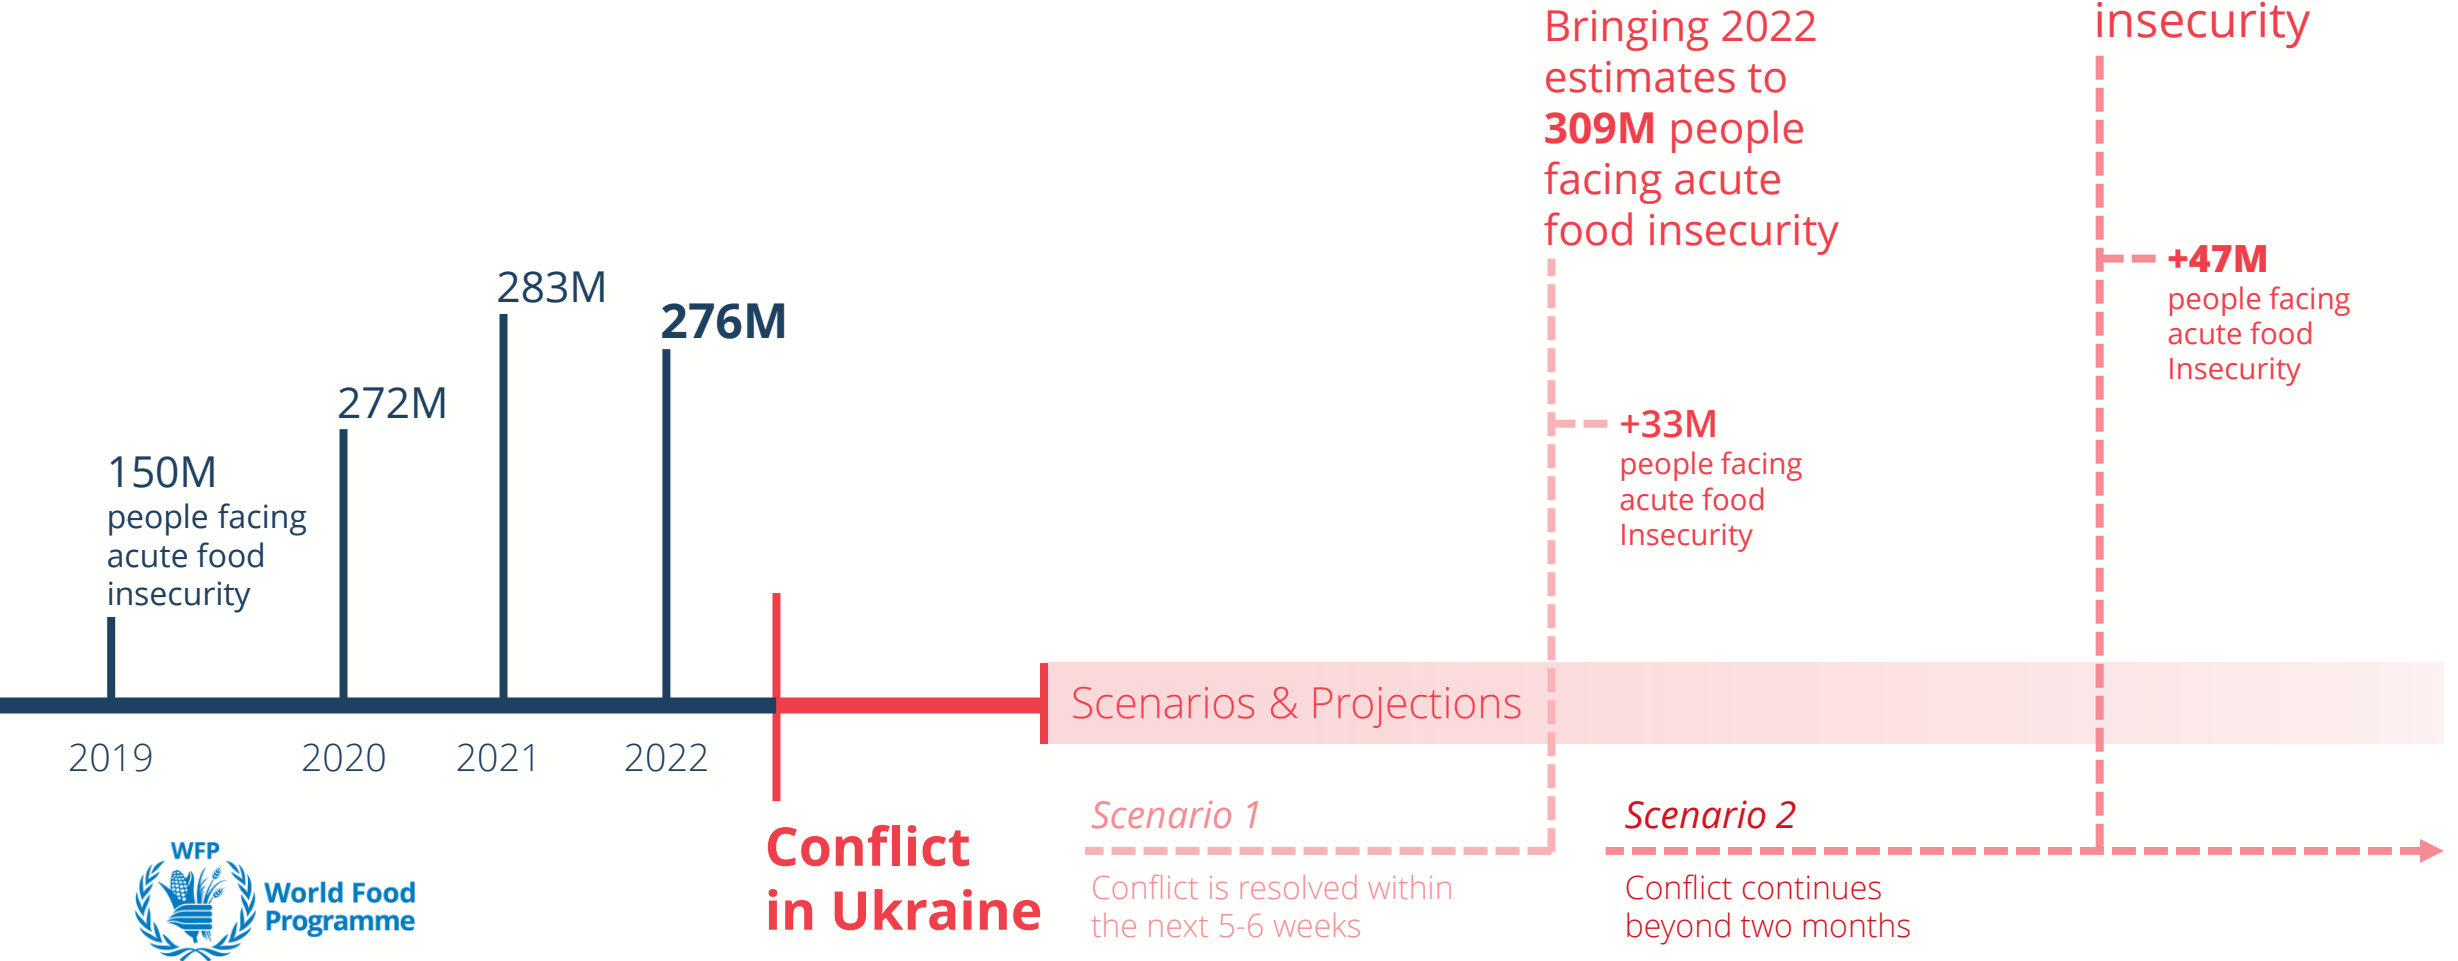 150M
people facing
acute food
insecurity
272M
283M
276M
2019
2020
2021
2022
Conflict
in Ukraine
Scenarios & Projections
Bringing 2022
estimates to
309M people
facing acute
food insecurity
+33M
people facing
acute food
Insecurity
Scenario 1
Conflict is resolved within
the next 5-6 weeks
insecurity
+47M
people facing
acute food
Insecurity
Scenario 2
Conflict continues
beyond two months
WFP
World Food
Programme